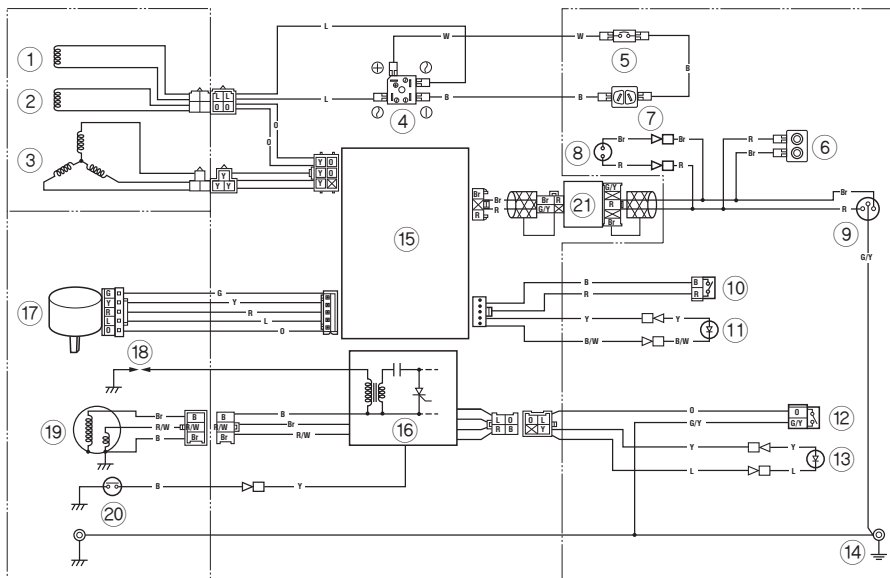 L
W
W
5
B
1
L L
O O
2
L
4
B
B
7
O
O
3
8
Br
Br
R
R
R
Br
6
Y O
Y O
Y
Y
Y Y
15
Br
R
Br
R
Br R
G/Y
21
G/Y
R
Br
Br
R
9
G/Y
17
G
Y
R
L
O
G
Y
R
L
O
B
R
B
R
10
Y
Y
11
B/W
B/W
18
16
19
Br
R/W
B
B
R/W
Br
B
R/W
Br
B
Br
R/W
L O
R B
O L
Y
O
G/Y
O
G/Y
12
Y
Y
13
L
L
20
B
Y
14